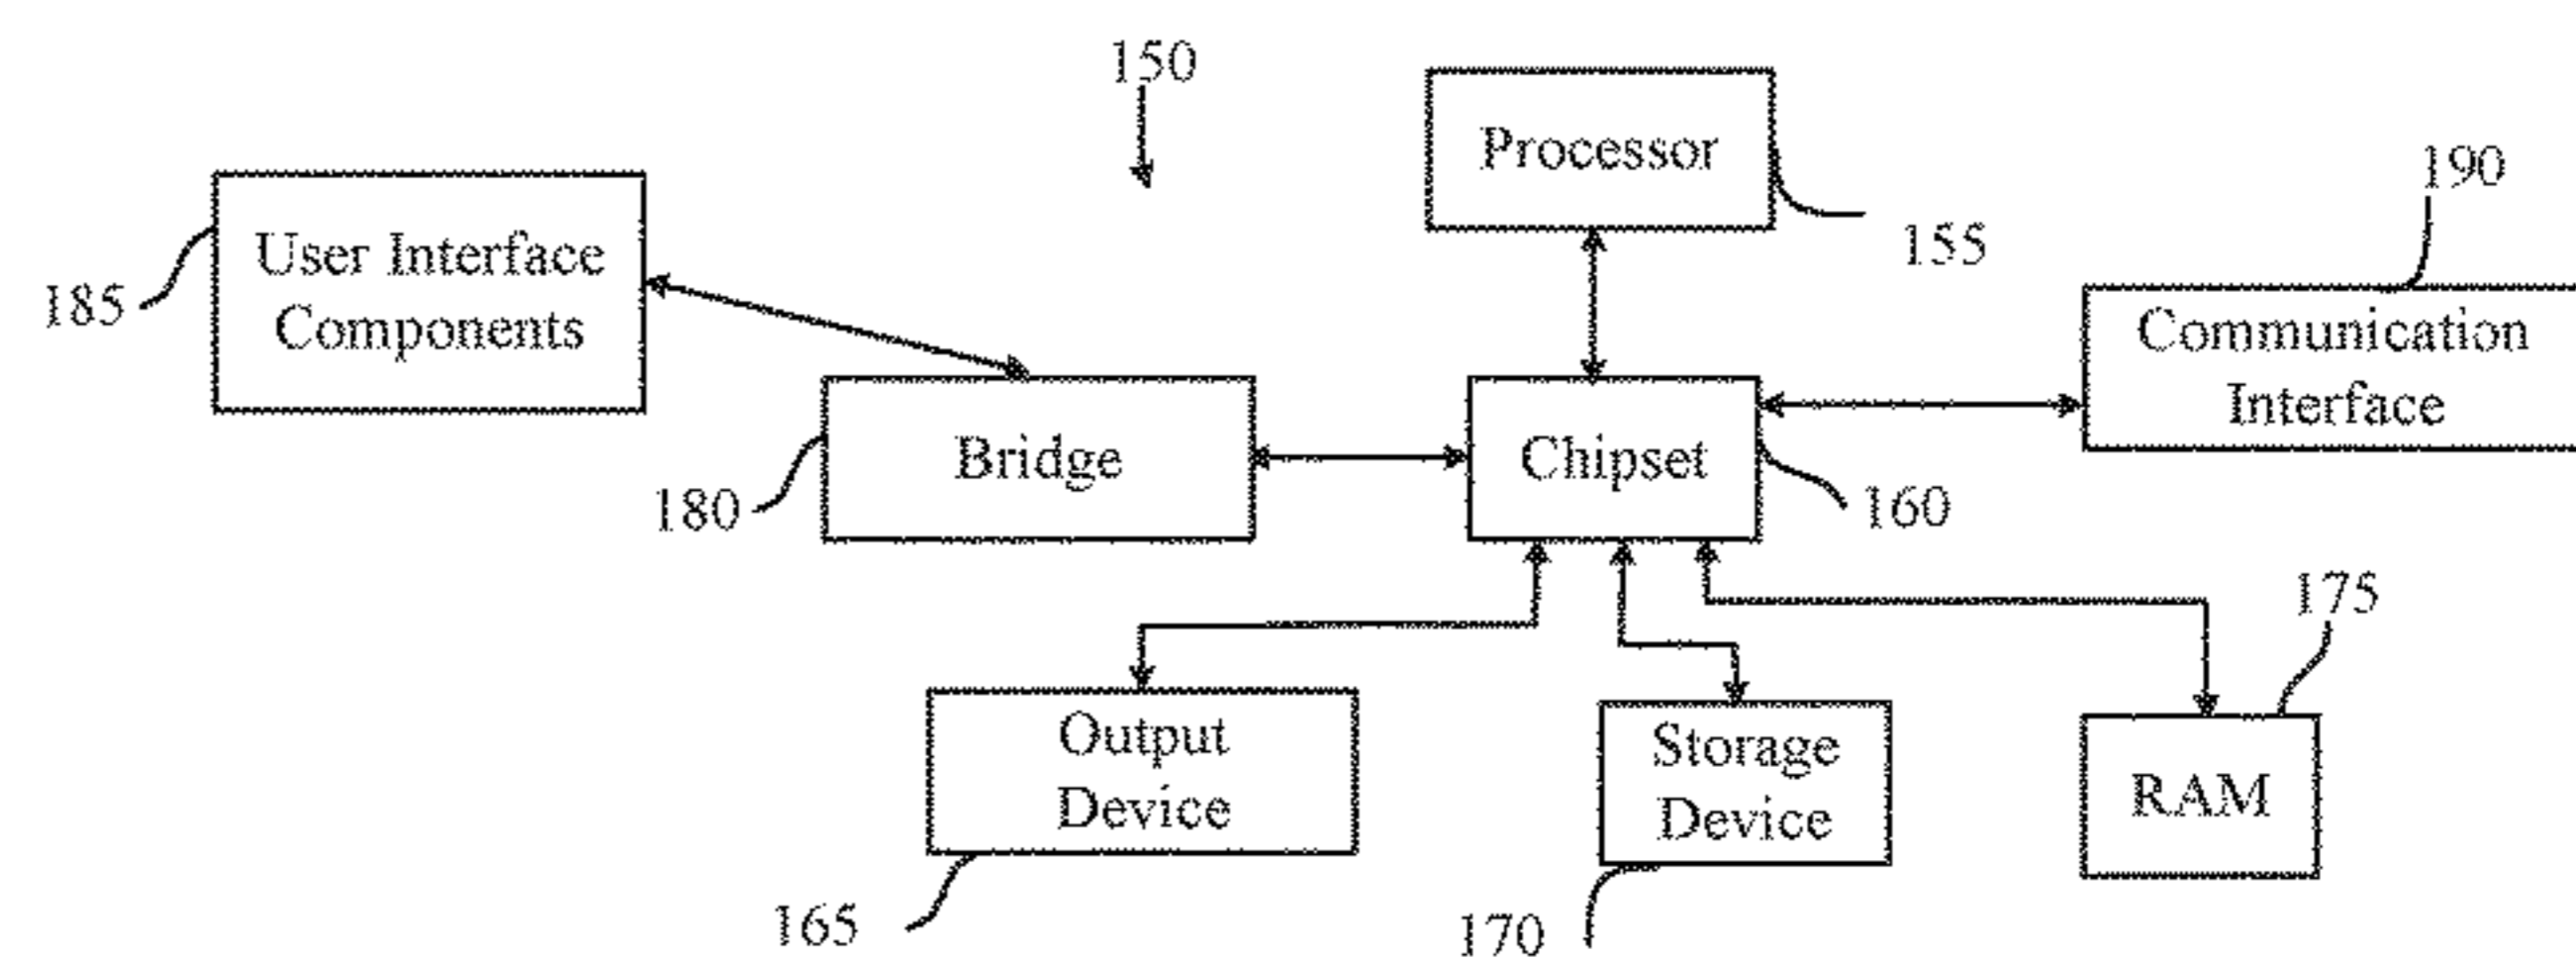 150
Processor
190
User Interface
Components
155
185
Communication
Interface
Bridge
Chipset
180
160
175
Output
Device
Storage
Device
RAM
165
170